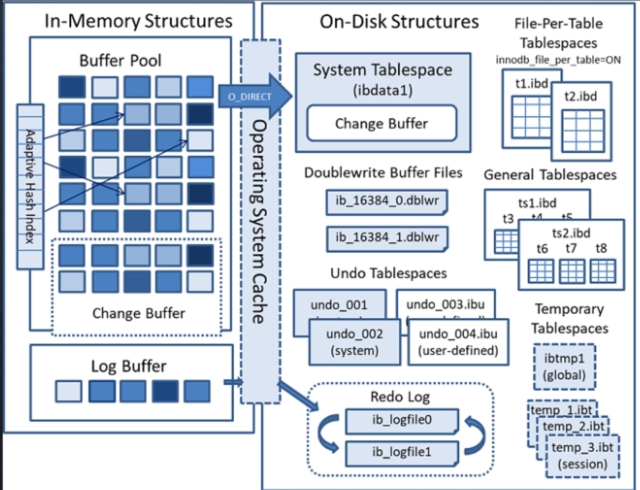 In-Memory Structures
Buffer Pool
Adaptive Hash Index
Change Buffer
Log Buffer
O_DIRECT
Operating System Cache
On-Disk Structures
System Tablespace
(ibdata1)
Change Buffer
Doublewrite Buffer Files
ib_16384_0.dblwr
ib_16384_1.dblwr
Undo Tablespaces
undo_001
undo_002
(system)
undo_003.ibu
undo_004.ibu
(user-defined)
Redo Log
ib_logfile0
ib_logfile1
File-Per-Table
Tablespaces
innodb_file_per_table=ON
t1.ibd
t2.ibd
General Tablespaces
ts1.ibd
t3
ts2.ibd
t6 t7 t8
Temporary
Tablespaces
ibtmp1
(global)
temp_1.ibt
temp_2.ibt
temp_3.ibt
(session)